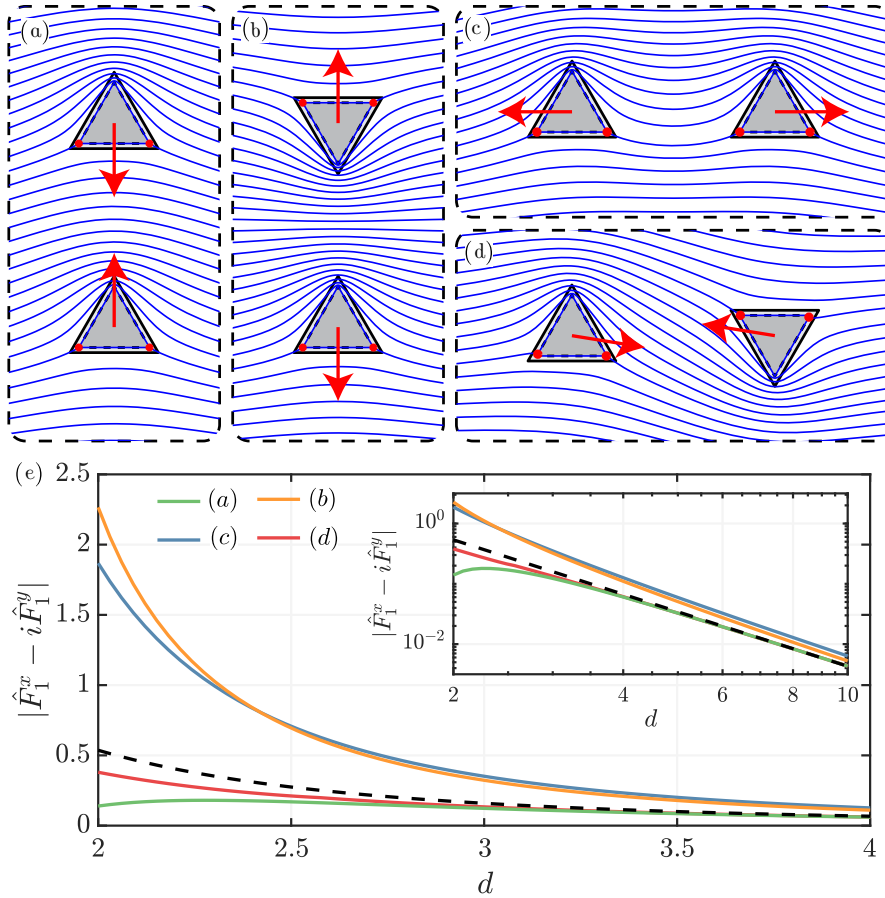 (a)
(b)
(c)
(d)
(e)
2.5
2
1.5
1
0.5
0
|F̂₁ˣ − iF̂₁ʸ|
(a) (b)
(c) (d)
10⁰
10⁻²
|F̂₁ˣ − iF̂₁ʸ|
2 4 6 8 10
d
2 2.5 3 3.5 4
d